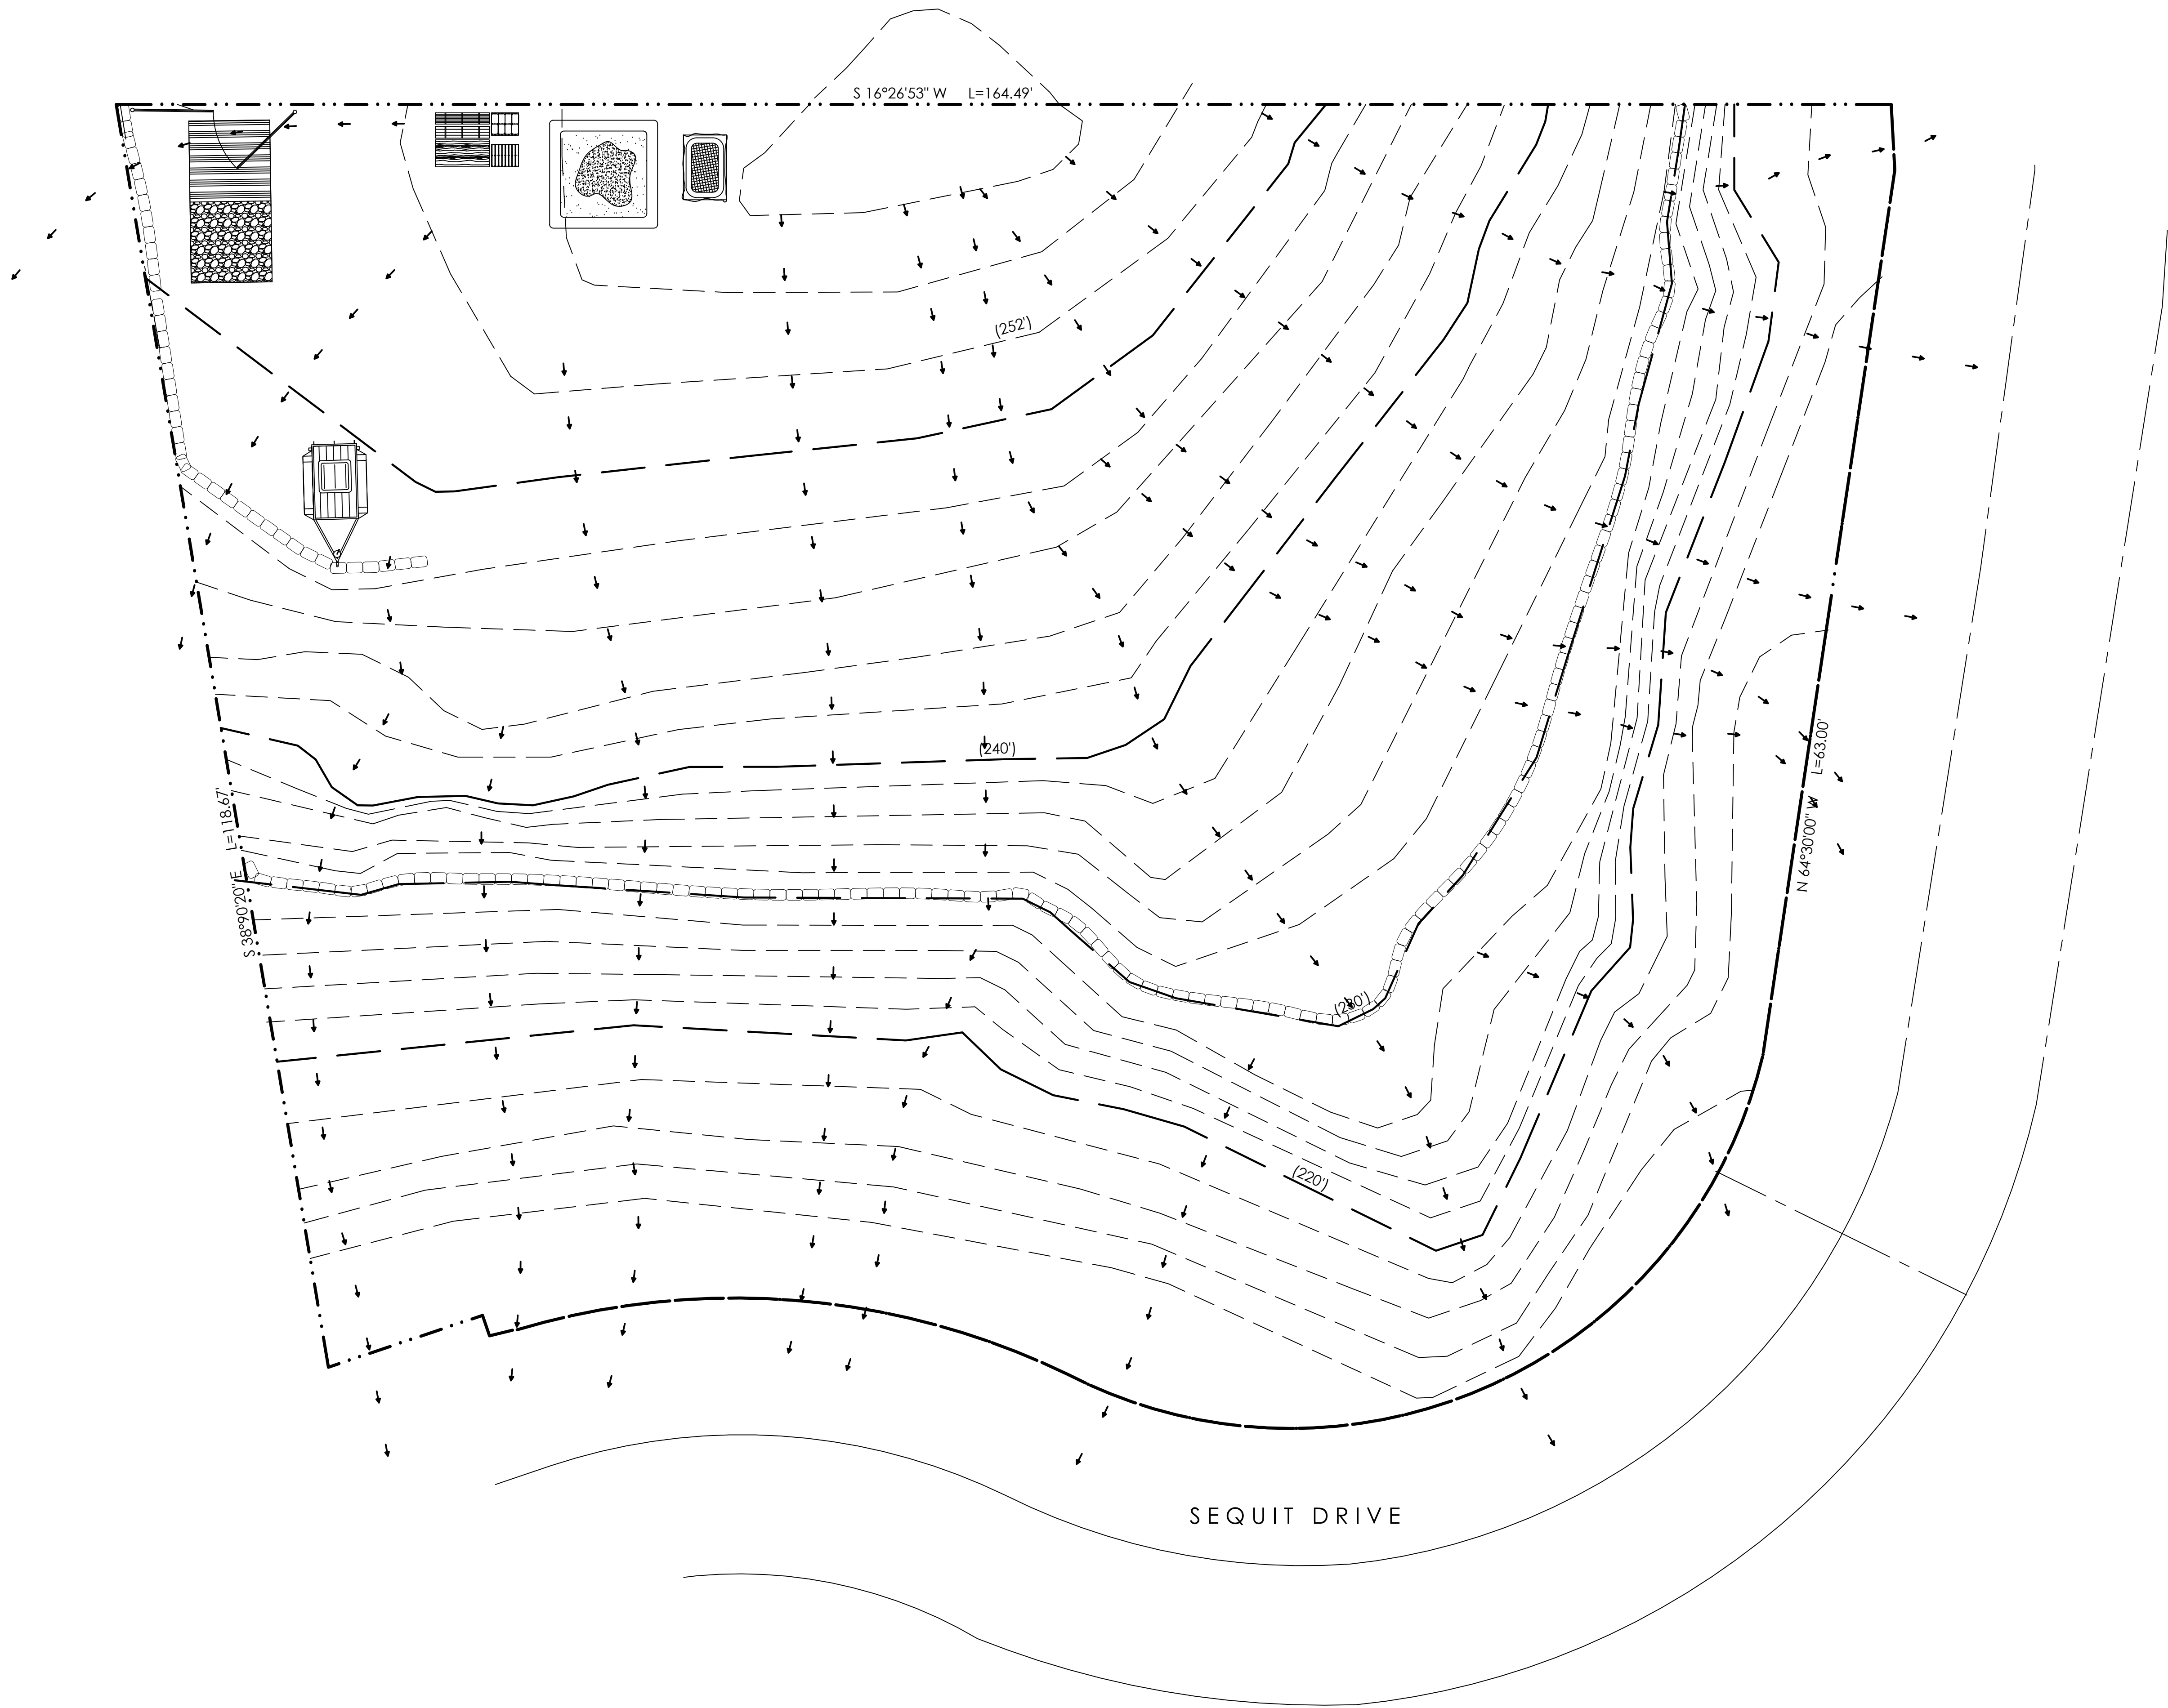 S 16°26'53" W L=164.49'
(252')
(240')
N 64°30'00" W L=63.00'
S 38°90'20"E L=118.67'
(230')
(220')
SEQUIT DRIVE